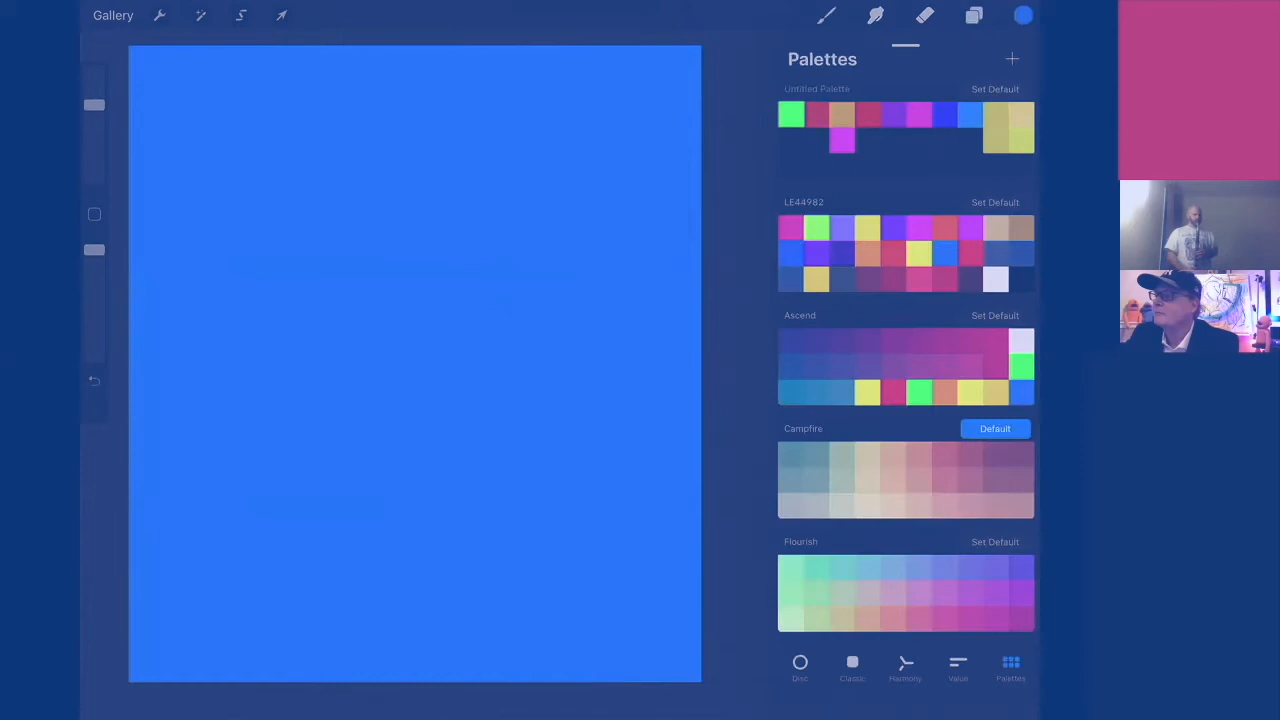 Gallery
Palettes
Untitled Palette
Set Default
LE44982
Set Default
Ascend
Set Default
Campfire
Default
Flourish
Set Default
Disc
Classic
Harmony
Value
Palettes